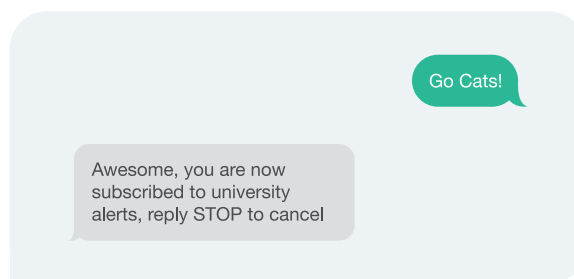 Go Cats!
Awesome, you are now
subscribed to university
alerts, reply STOP to cancel